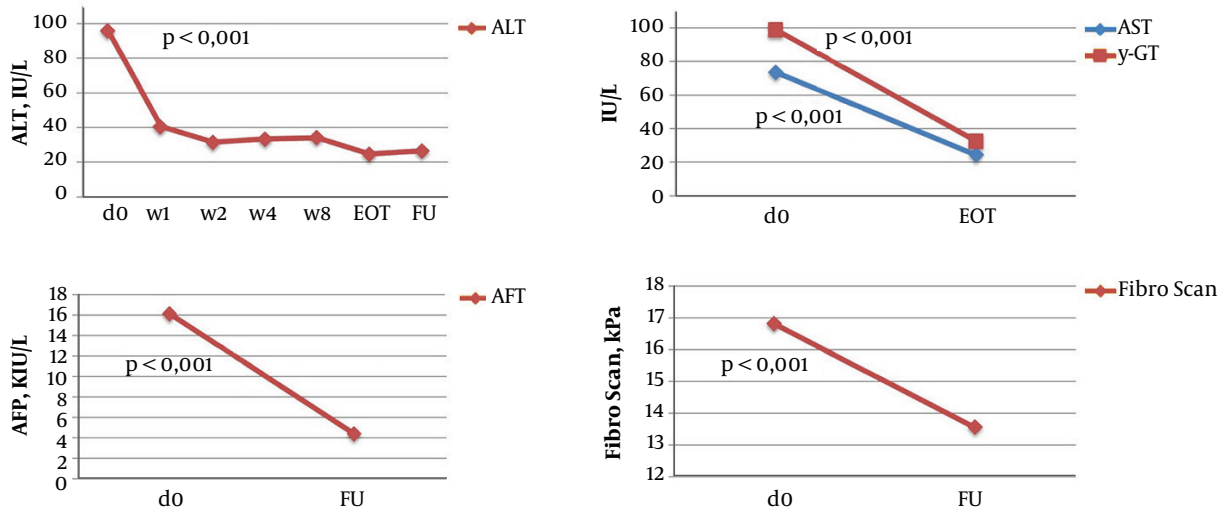 ALT, IU/L
100
80
60
40
20
0
p < 0,001
ALT
d0 w1 w2 w4 w8 EOT FU
IU/L
100
80
60
40
20
0
p < 0,001
p < 0,001
AST
y-GT
d0 EOT
AFP, KIU/L
18
16
14
12
10
8
6
4
2
0
p < 0,001
AFT
d0 FU
Fibro Scan, kPa
18
17
16
15
14
13
12
p < 0,001
Fibro Scan
d0 FU